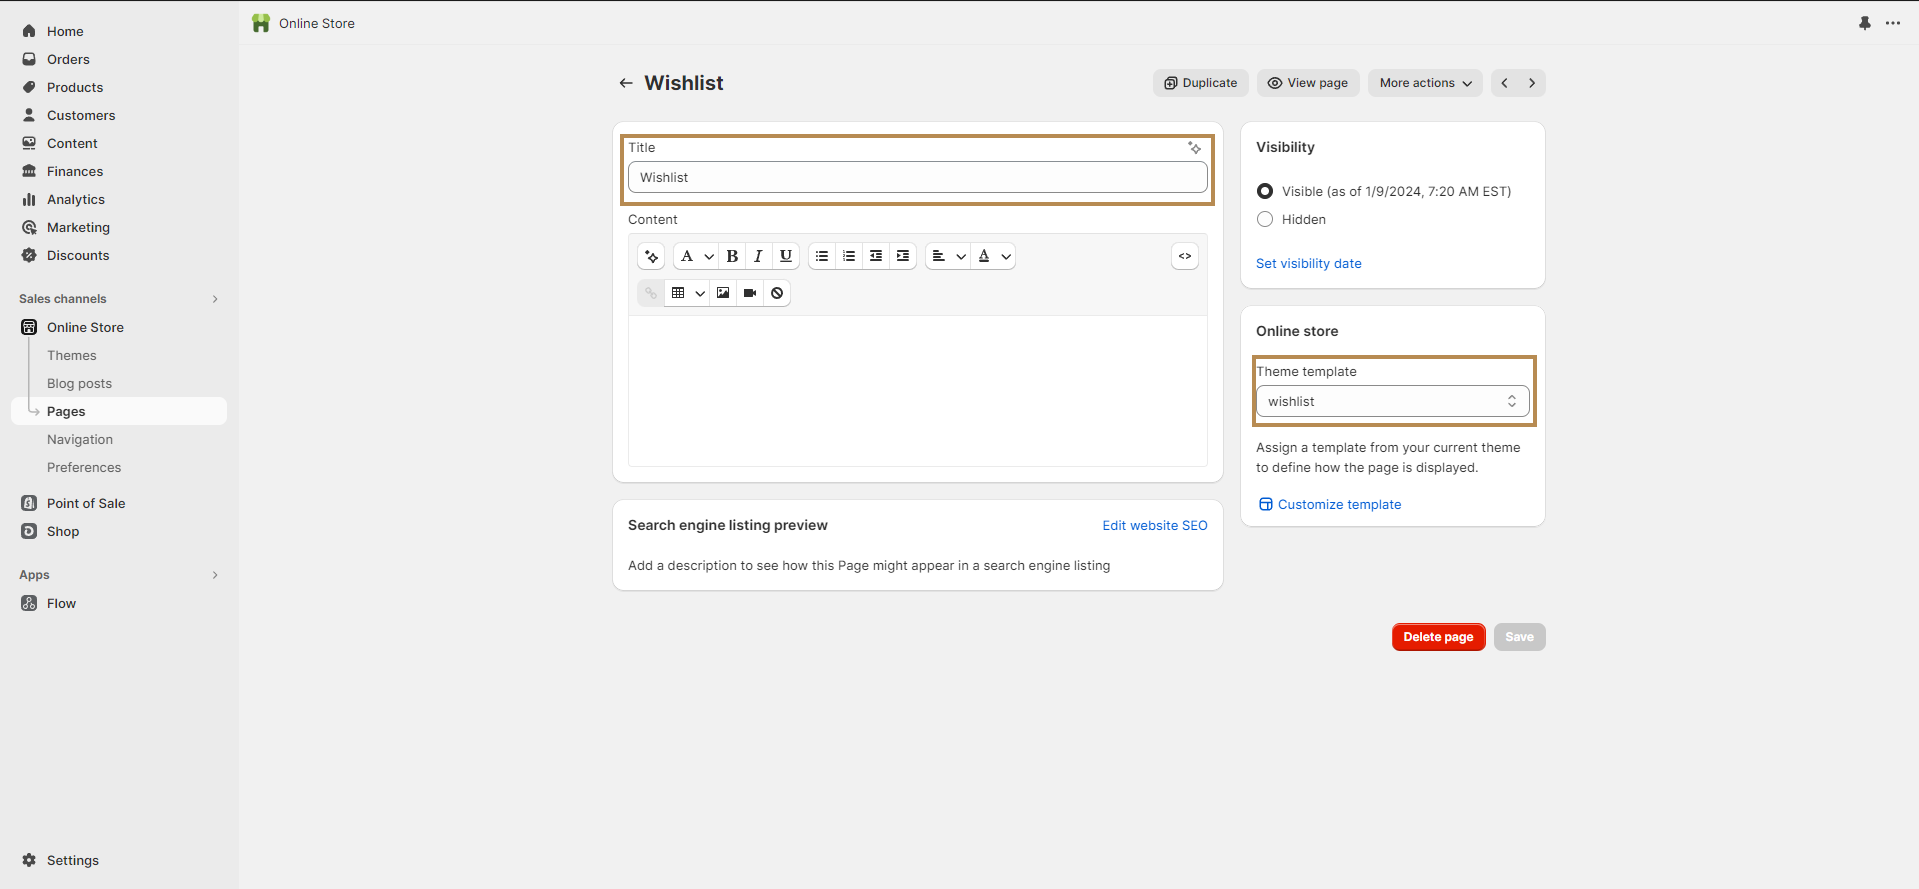 Home
Orders
Products
Customers
Content
Finances
Analytics
Marketing
Discounts
Sales channels
Online Store
Themes
Blog posts
Pages
Navigation
Preferences
Point of Sale
Shop
Apps
Flow
Settings
Online Store
Wishlist
Duplicate
View page
More actions
Title
Wishlist
Content
A B I U
A
<>
Search engine listing preview
Edit website SEO
Add a description to see how this Page might appear in a search engine listing
Visibility
Visible (as of 1/9/2024, 7:20 AM EST)
Hidden
Set visibility date
Online store
Theme template
wishlist
Assign a template from your current theme
to define how the page is displayed.
Customize template
Delete page
Save